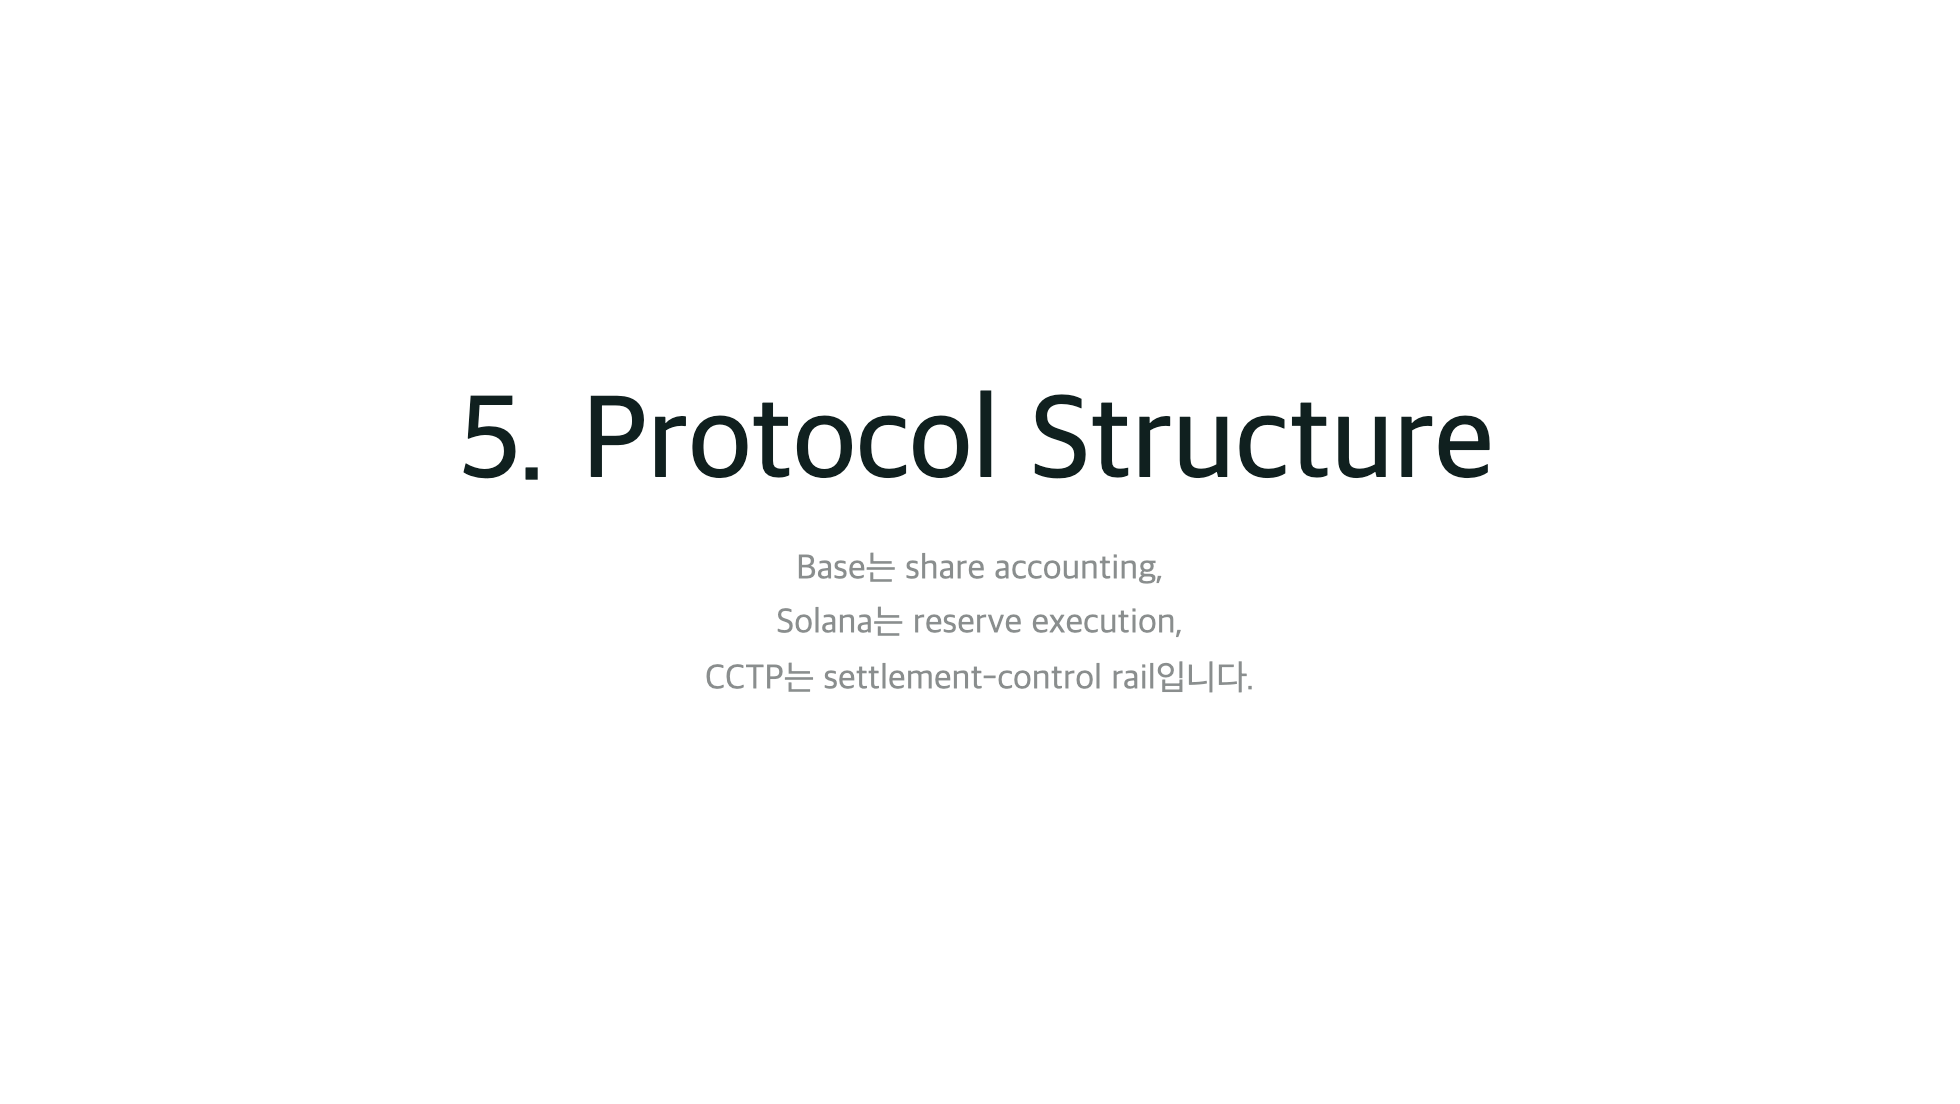 5. Protocol Structure
Base는 share accounting,
Solana는 reserve execution,
CCTP는 settlement-control rail입니다.